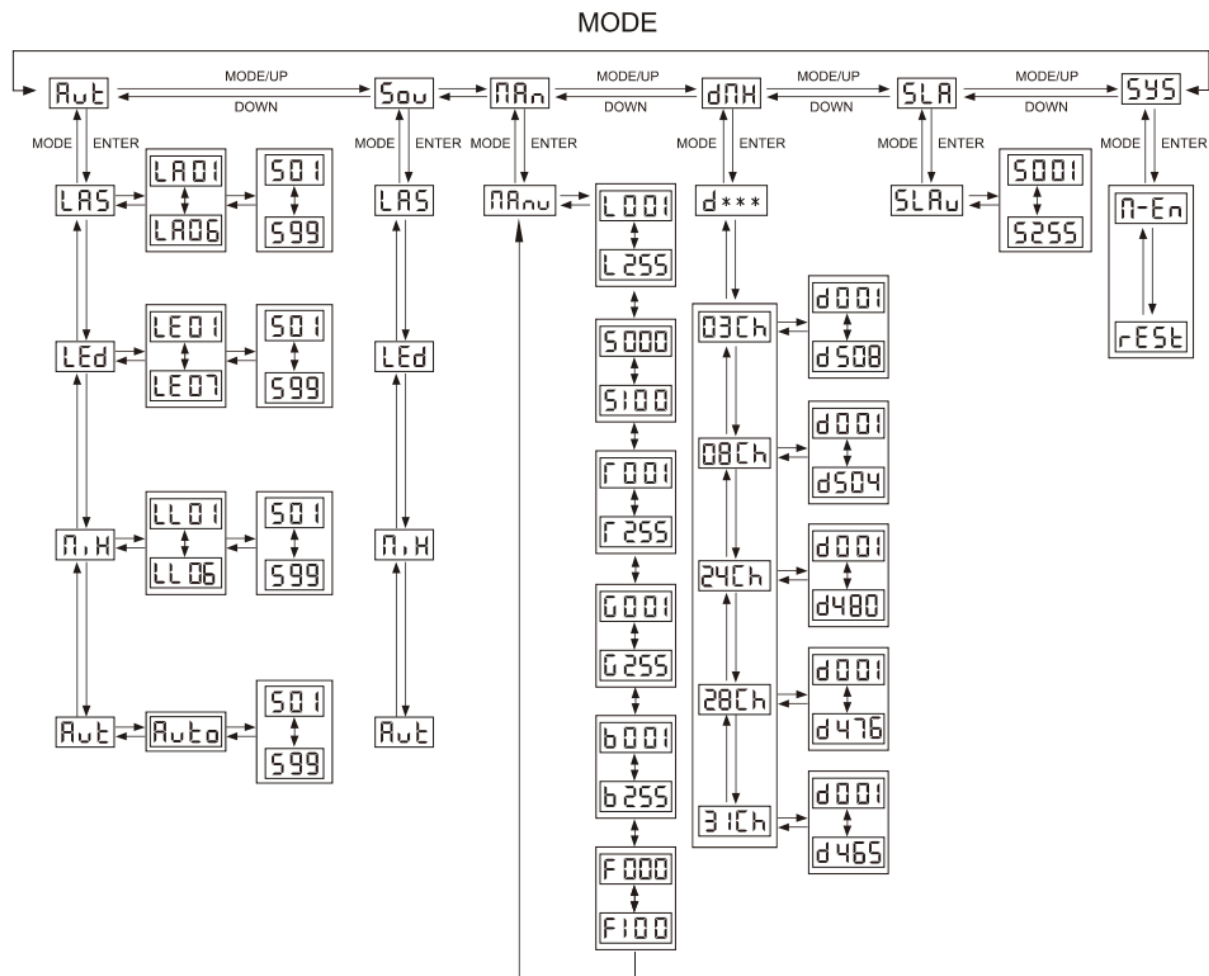 MODE
Aut MODE/UP DOWN Sou MAn MODE/UP DOWN dMH MODE/UP DOWN SLA MODE/UP DOWN SYS
MODE ENTER MODE ENTER MODE ENTER MODE ENTER MODE ENTER MODE ENTER
LAS
LA01
LA06
S01
S99
LEd
LE01
LE07
S01
S99
MiH
LL01
LL06
S01
S99
Aut
Auto
S01
S99
LAS
LEd
MiH
Aut
MAnu
L001
L255
S000
S100
r001
r255
G001
G255
b001
b255
F000
F100
d***
03Ch
d001
d508
08Ch
d001
d504
24Ch
d001
d480
28Ch
d001
d476
31Ch
d001
d465
SLAu
S001
S255
M-En
rESt